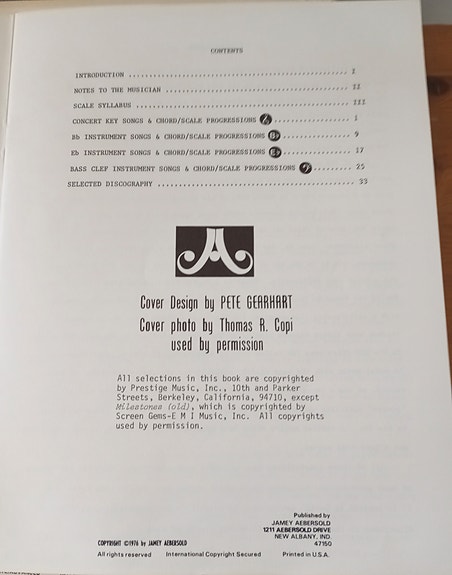 CONTENTS
INTRODUCTION .......................................................... I
NOTES TO THE MUSICIAN ................................................. II
SCALE SYLLABUS ........................................................ III
CONCERT KEY SONGS & CHORD/SCALE PROGRESSIONS ..................... 1
Bb INSTRUMENT SONGS & CHORD/SCALE PROGRESSIONS B♭ .................. 9
Eb INSTRUMENT SONGS & CHORD/SCALE PROGRESSIONS E♭ .................. 17
BASS CLEF INSTRUMENT SONGS & CHORD/SCALE PROGRESSIONS ......... 25
SELECTED DISCOGRAPHY .................................................. 33
A
Cover Design by PETE GEARHART
Cover photo by Thomas R. Copi
used by permission
All selections in this book are copyrighted
by Prestige Music, Inc., 10th and Parker
Streets, Berkeley, California, 94710, except
Milestones (old), which is copyrighted by
Screen Gems-E M I Music, Inc.  All copyrights
used by permission.
Published by
JAMEY AEBERSOLD
1211 AEBERSOLD DRIVE
NEW ALBANY, IND.
47150
COPYRIGHT ©1976 by JAMEY AEBERSOLD
All rights reserved    International Copyright Secured    Printed in U.S.A.